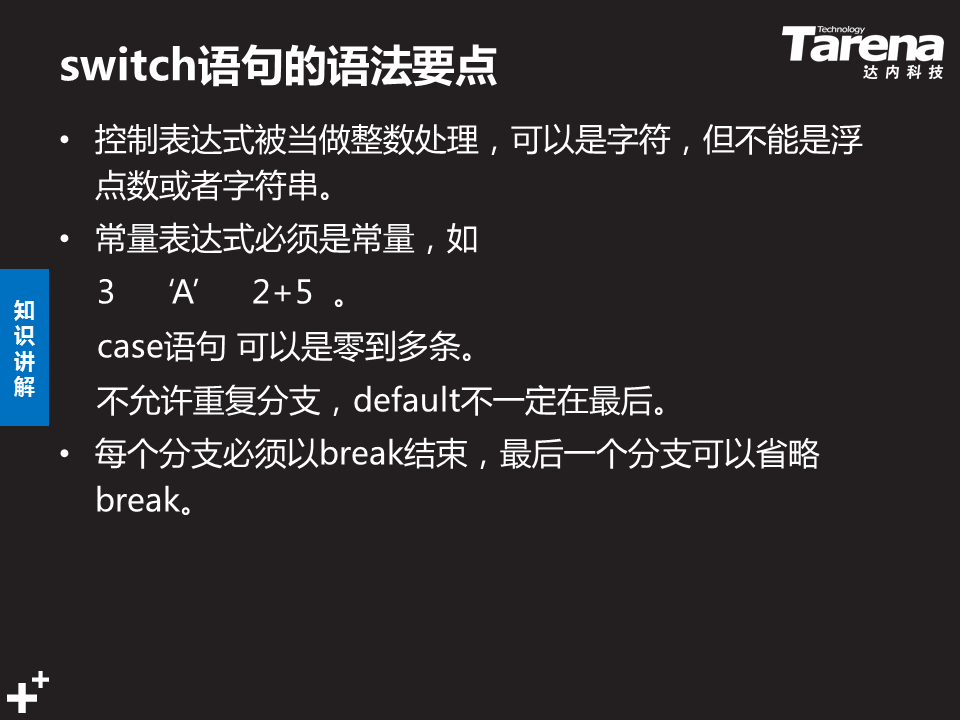 switch语句的语法要点
Technology
Tarena
达内科技
• 控制表达式被当做整数处理，可以是字符，但不能是浮
点数或者字符串。
• 常量表达式必须是常量，如
3 ‘A’ 2+5 。
case语句 可以是零到多条。
不允许重复分支，default不一定在最后。
• 每个分支必须以break结束，最后一个分支可以省略
break。
知
识
讲
解